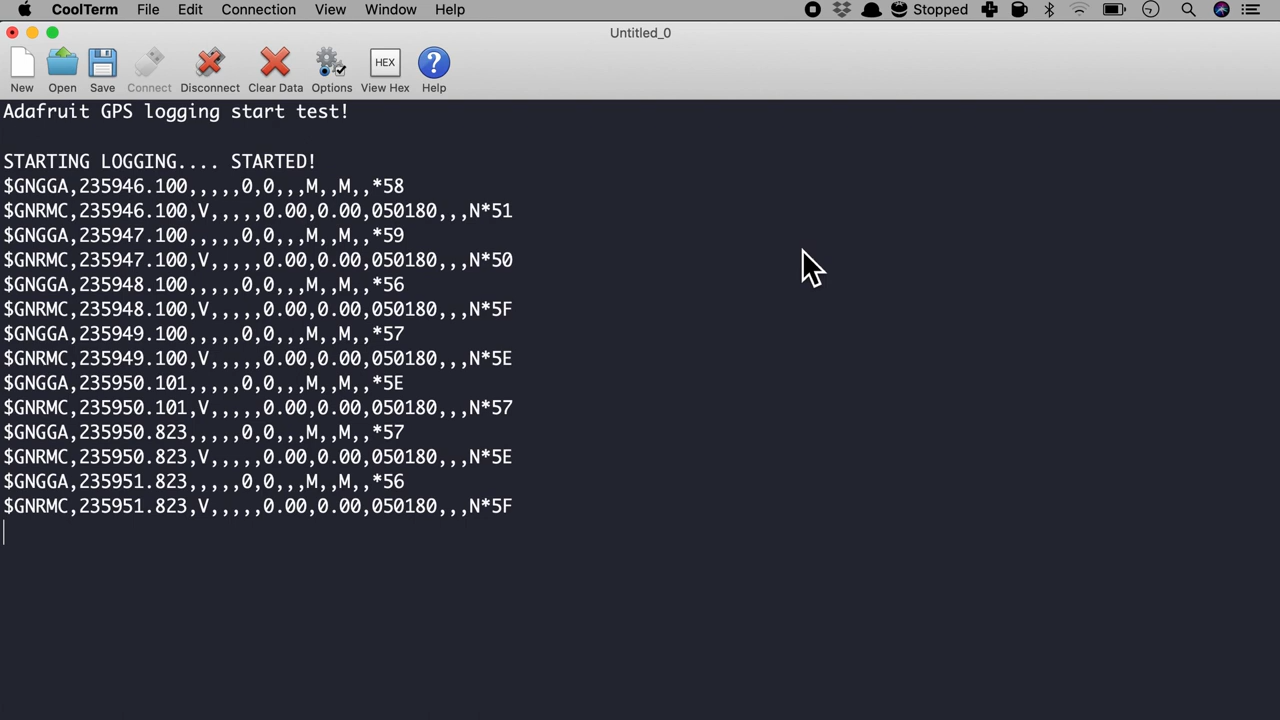 CoolTerm File Edit Connection View Window Help Stopped
Untitled_0
New Open Save Connect Disconnect Clear Data Options View Hex Help
HEX
Adafruit GPS logging start test!
STARTING LOGGING.... STARTED!
$GNGGA,235946.100,,,,,0,0,,,M,,M,,*58
$GNRMC,235946.100,V,,,,,0.00,0.00,050180,,,N*51
$GNGGA,235947.100,,,,,0,0,,,M,,M,,*59
$GNRMC,235947.100,V,,,,,0.00,0.00,050180,,,N*50
$GNGGA,235948.100,,,,,0,0,,,M,,M,,*56
$GNRMC,235948.100,V,,,,,0.00,0.00,050180,,,N*5F
$GNGGA,235949.100,,,,,0,0,,,M,,M,,*57
$GNRMC,235949.100,V,,,,,0.00,0.00,050180,,,N*5E
$GNGGA,235950.101,,,,,0,0,,,M,,M,,*5E
$GNRMC,235950.101,V,,,,,0.00,0.00,050180,,,N*57
$GNGGA,235950.823,,,,,0,0,,,M,,M,,*57
$GNRMC,235950.823,V,,,,,0.00,0.00,050180,,,N*5E
$GNGGA,235951.823,,,,,0,0,,,M,,M,,*56
$GNRMC,235951.823,V,,,,,0.00,0.00,050180,,,N*5F